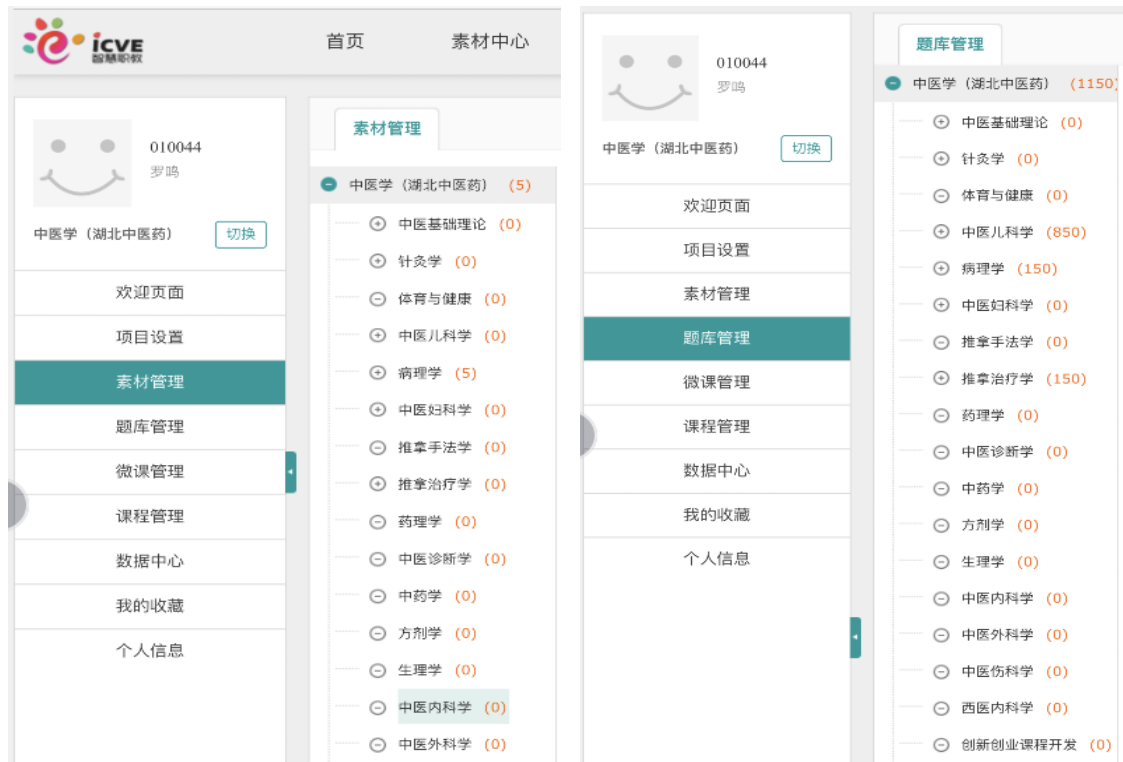 icve
智慧职教
首页
素材中心
010044
罗鸣
中医学（湖北中医药）
切换
欢迎页面
项目设置
素材管理
题库管理
微课管理
课程管理
数据中心
我的收藏
个人信息
素材管理
中医学（湖北中医药） (5)
中医基础理论 (0)
针灸学 (0)
体育与健康 (0)
中医儿科学 (0)
病理学 (5)
中医妇科学 (0)
推拿手法学 (0)
推拿治疗学 (0)
药理学 (0)
中医诊断学 (0)
中药学 (0)
方剂学 (0)
生理学 (0)
中医内科学 (0)
中医外科学 (0)
010044
罗鸣
中医学（湖北中医药）
切换
欢迎页面
项目设置
素材管理
题库管理
微课管理
课程管理
数据中心
我的收藏
个人信息
题库管理
中医学（湖北中医药） (1150)
中医基础理论 (0)
针灸学 (0)
体育与健康 (0)
中医儿科学 (850)
病理学 (150)
中医妇科学 (0)
推拿手法学 (0)
推拿治疗学 (150)
药理学 (0)
中医诊断学 (0)
中药学 (0)
方剂学 (0)
生理学 (0)
中医内科学 (0)
中医外科学 (0)
中医伤科学 (0)
西医内科学 (0)
创新创业课程开发 (0)